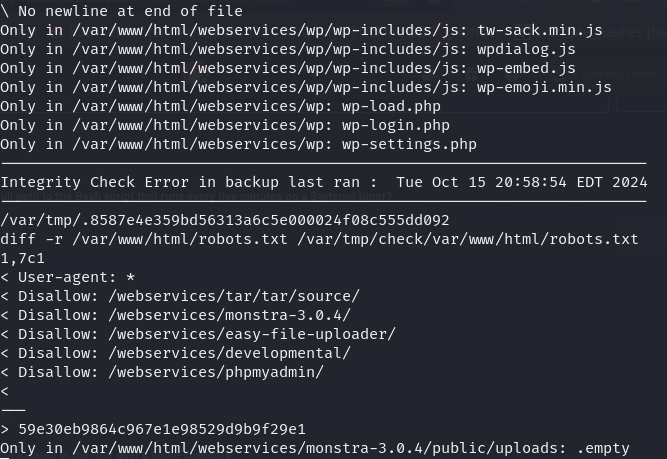 \ No newline at end of file
Only in /var/www/html/webservices/wp/wp-includes/js: tw-sack.min.js
Only in /var/www/html/webservices/wp/wp-includes/js: wpdialog.js
Only in /var/www/html/webservices/wp/wp-includes/js: wp-embed.js
Only in /var/www/html/webservices/wp/wp-includes/js: wp-emoji.min.js
Only in /var/www/html/webservices/wp: wp-load.php
Only in /var/www/html/webservices/wp: wp-login.php
Only in /var/www/html/webservices/wp: wp-settings.php
Integrity Check Error in backup last ran :  Tue Oct 15 20:58:54 EDT 2024
/var/tmp/.8587e4e359bd56313a6c5e000024f08c555dd092
diff -r /var/www/html/robots.txt /var/tmp/check/var/www/html/robots.txt
1,7c1
< User-agent: *
< Disallow: /webservices/tar/tar/source/
< Disallow: /webservices/monstra-3.0.4/
< Disallow: /webservices/easy-file-uploader/
< Disallow: /webservices/developmental/
< Disallow: /webservices/phpmyadmin/
<
---
> 59e30eb9864c967e1e98529d9b9f29e1
Only in /var/www/html/webservices/monstra-3.0.4/public/uploads: .empty